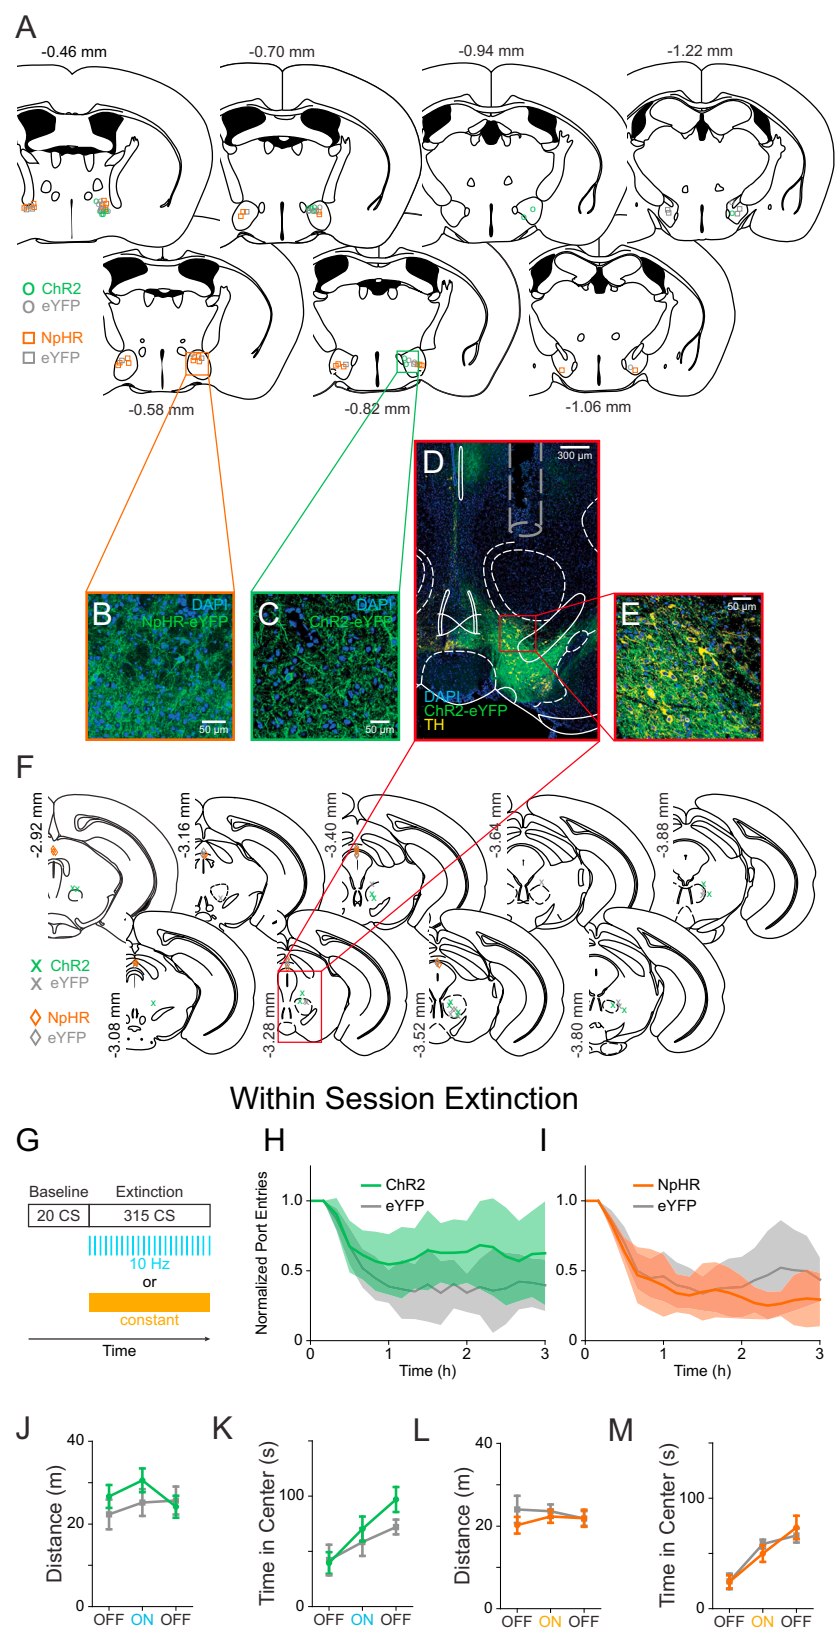 A
-0.46 mm
-0.70 mm
-0.94 mm
-1.22 mm
ChR2
eYFP
NpHR
eYFP
-0.58 mm
-0.82 mm
-1.06 mm
B
DAPI
NpHR-eYFP
50 µm
C
DAPI
ChR2-eYFP
50 µm
D
300 µm
DAPI
ChR2-eYFP
TH
E
50 µm
F
-2.92 mm
-3.16 mm
-3.40 mm
-3.64 mm
-3.88 mm
ChR2
eYFP
NpHR
eYFP
-3.08 mm
-3.28 mm
-3.52 mm
-3.80 mm
Within Session Extinction
G
Baseline
Extinction
20 CS
315 CS
10 Hz
or
constant
Time
H
ChR2
eYFP
Normalized Port Entries
1.0
0.5
0
0
1
2
3
Time (h)
I
NpHR
eYFP
1.0
0.5
0
0
1
2
3
Time (h)
J
Distance (m)
40
20
0
OFF ON OFF
K
Time in Center (s)
100
0
OFF ON OFF
L
Distance (m)
40
20
0
OFF ON OFF
M
Time in Center (s)
100
0
OFF ON OFF